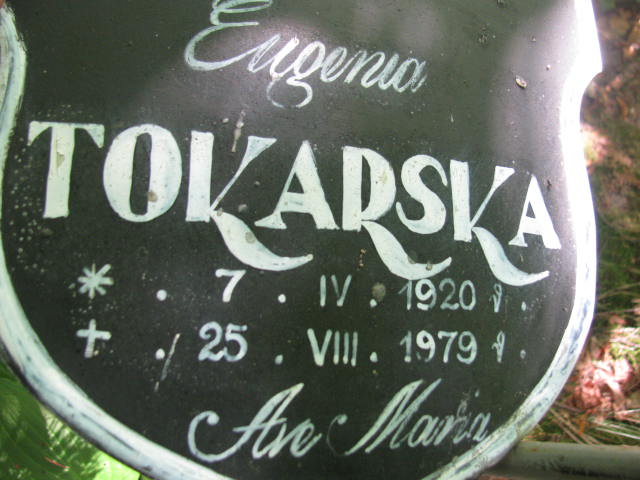 Eugenia
TOKARSKA
* . 7 . IV . 1920 r.
+ . 25 . VIII . 1979 r.
Ave Maria